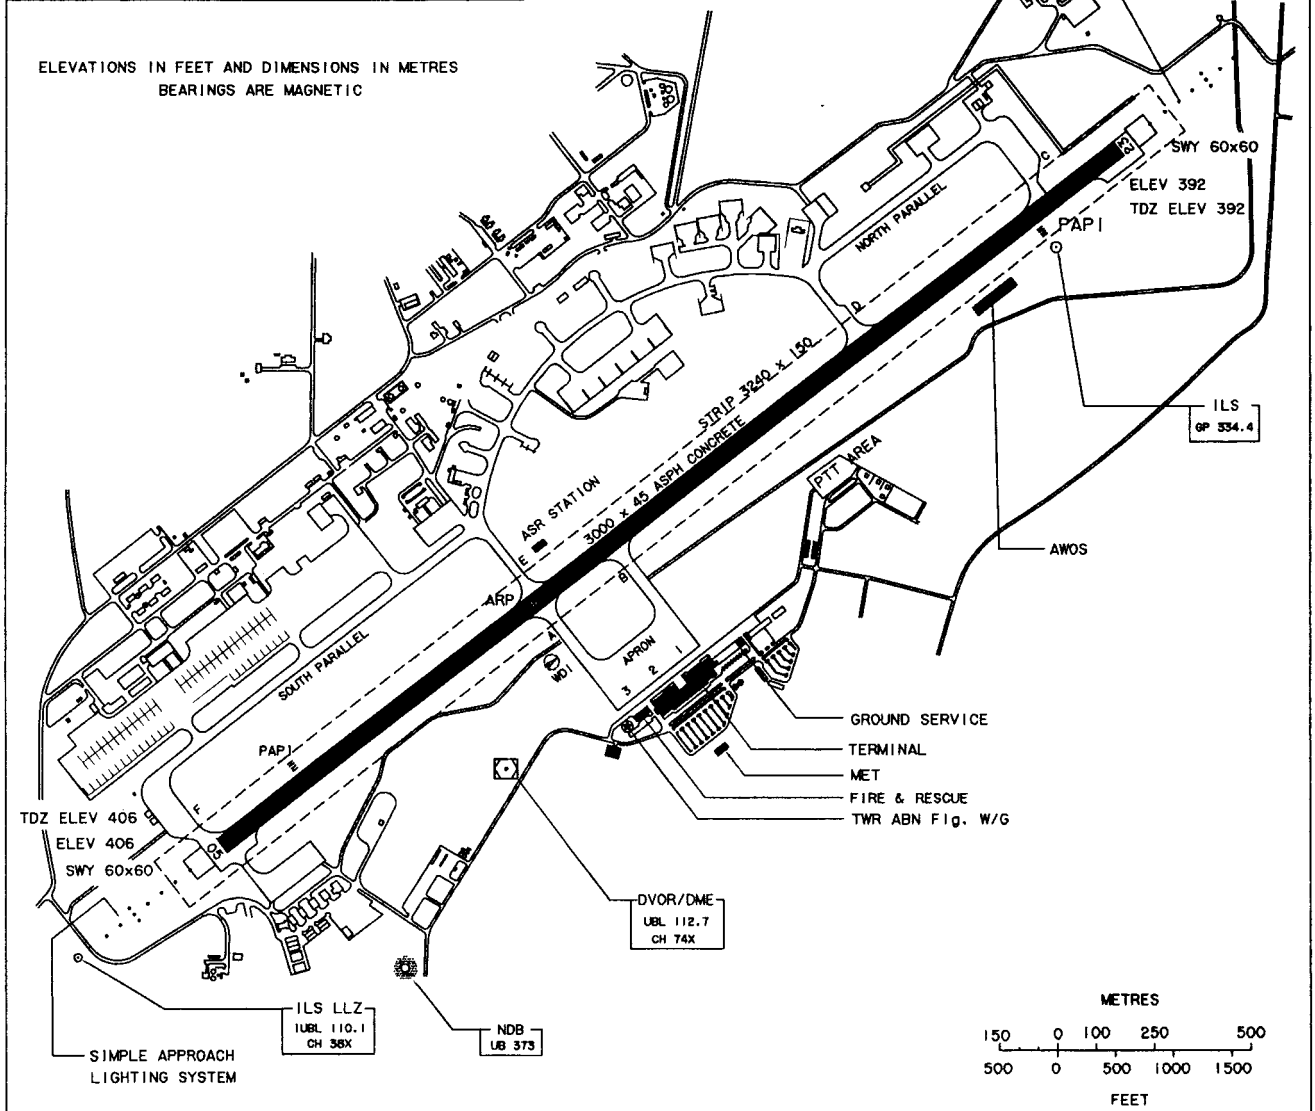 ELEVATIONS IN FEET AND DIMENSIONS IN METRES
BEARINGS ARE MAGNETIC
SWY 60x60
23
C
ELEV 392
TDZ ELEV 392
PAPI
NORTH PARALLEL
D
STRIP 3240 x 150
3000 x 45 ASPH CONCRETE
ILS
GP 334.4
PTT AREA
ASR STATION
AWOS
E
B
ARP
A
APRON
1
2
3
WDI
SOUTH PARALLEL
GROUND SERVICE
TERMINAL
MET
FIRE & RESCUE
TWR ABN Flg. W/G
PAPI
F
TDZ ELEV 406
ELEV 406
SWY 60x60
05
DVOR/DME
UBL 112.7
CH 74X
ILS LLZ
IUBL 110.1
CH 38X
NDB
UB 373
SIMPLE APPROACH
LIGHTING SYSTEM
METRES
150 0 100 250 500
500 0 500 1000 1500
FEET